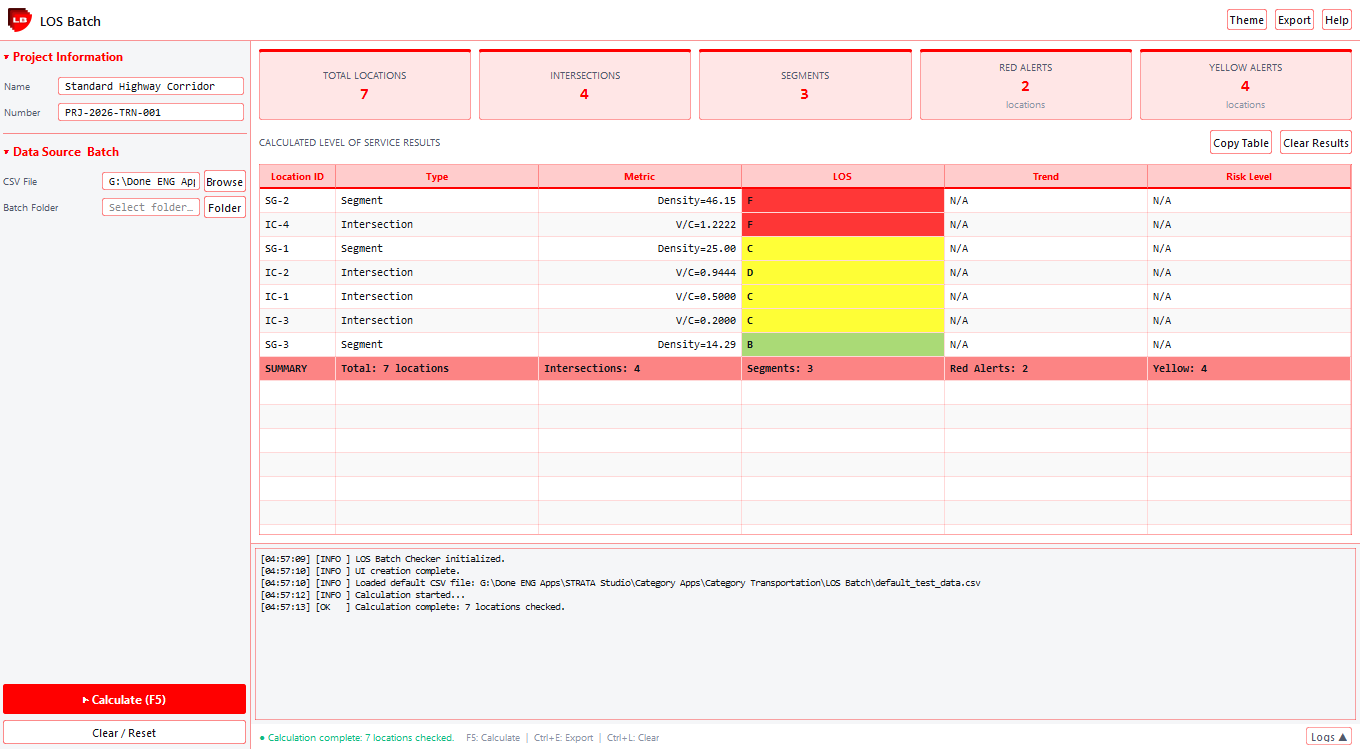 LB LOS Batch Theme Export Help
▾ Project Information
Name Standard Highway Corridor
Number PRJ-2026-TRN-001
▾ Data Source Batch
CSV File G:\Done ENG Ap Browse
Batch Folder Select folder… Folder
TOTAL LOCATIONS
7
INTERSECTIONS
4
SEGMENTS
3
RED ALERTS
2
locations
YELLOW ALERTS
4
locations
CALCULATED LEVEL OF SERVICE RESULTS Copy Table Clear Results
Location ID Type Metric LOS Trend Risk Level
SG-2 Segment Density=46.15 F N/A N/A
IC-4 Intersection V/C=1.2222 F N/A N/A
SG-1 Segment Density=25.00 C N/A N/A
IC-2 Intersection V/C=0.9444 D N/A N/A
IC-1 Intersection V/C=0.5000 C N/A N/A
IC-3 Intersection V/C=0.2000 C N/A N/A
SG-3 Segment Density=14.29 B N/A N/A
SUMMARY Total: 7 locations Intersections: 4 Segments: 3 Red Alerts: 2 Yellow: 4
[04:57:09] [INFO ] LOS Batch Checker initialized.
[04:57:10] [INFO ] UI creation complete.
[04:57:10] [INFO ] Loaded default CSV file: G:\Done ENG Apps\STRATA Studio\Category Apps\Category Transportation\LOS Batch\default_test_data.csv
[04:57:12] [INFO ] Calculation started...
[04:57:13] [OK ] Calculation complete: 7 locations checked.
▶ Calculate (F5)
Clear / Reset
● Calculation complete: 7 locations checked. F5: Calculate | Ctrl+E: Export | Ctrl+L: Clear Logs ▲